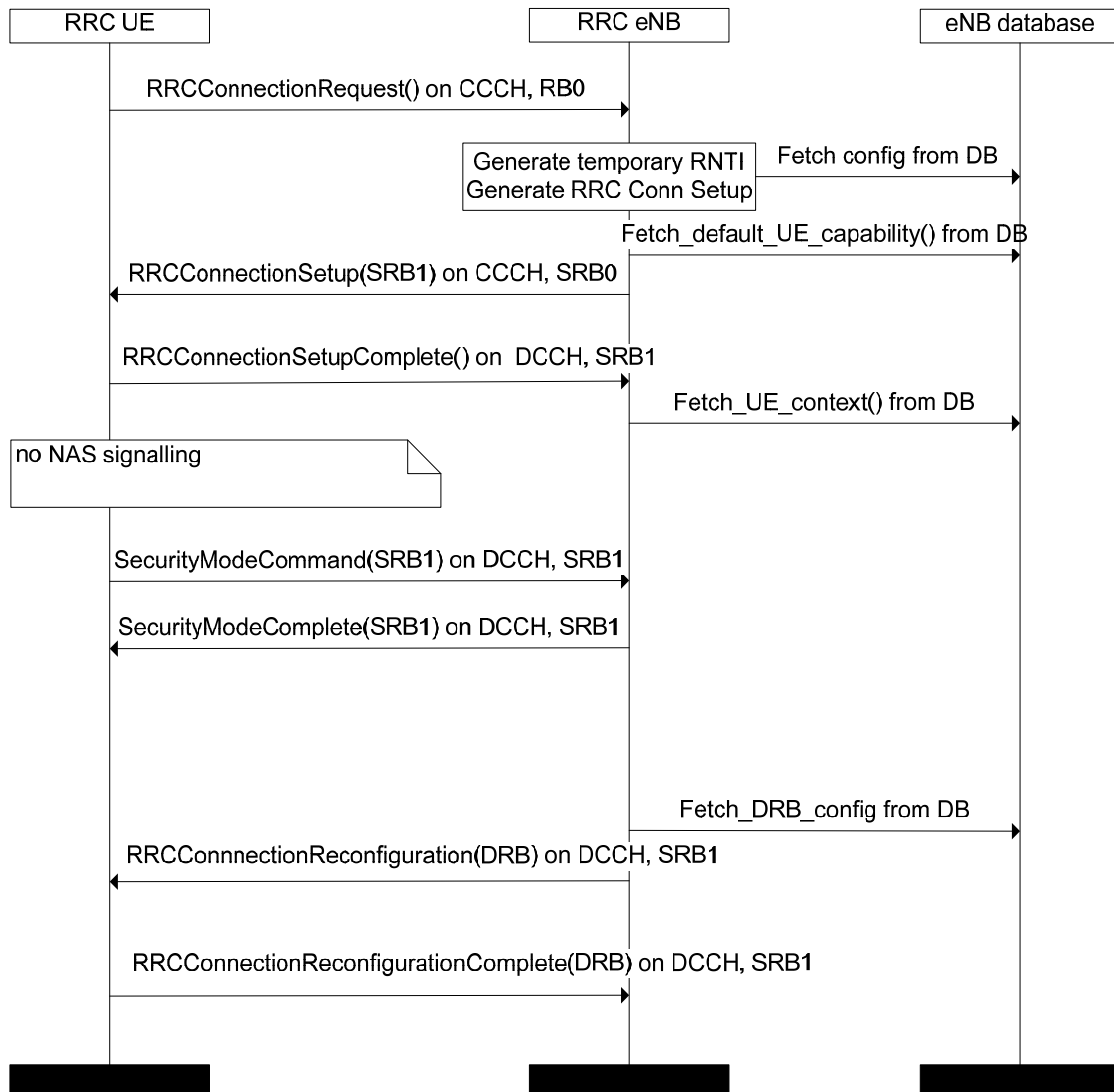 RRC UE
RRC eNB
eNB database
RRCConnectionRequest() on CCCH, RB0
Generate temporary RNTI
Generate RRC Conn Setup
Fetch config from DB
Fetch_default_UE_capability() from DB
RRCConnectionSetup(SRB1) on CCCH, SRB0
RRCConnectionSetupComplete() on DCCH, SRB1
Fetch_UE_context() from DB
no NAS signalling
SecurityModeCommand(SRB1) on DCCH, SRB1
SecurityModeComplete(SRB1) on DCCH, SRB1
Fetch_DRB_config from DB
RRCConnnectionReconfiguration(DRB) on DCCH, SRB1
RRCConnectionReconfigurationComplete(DRB) on DCCH, SRB1